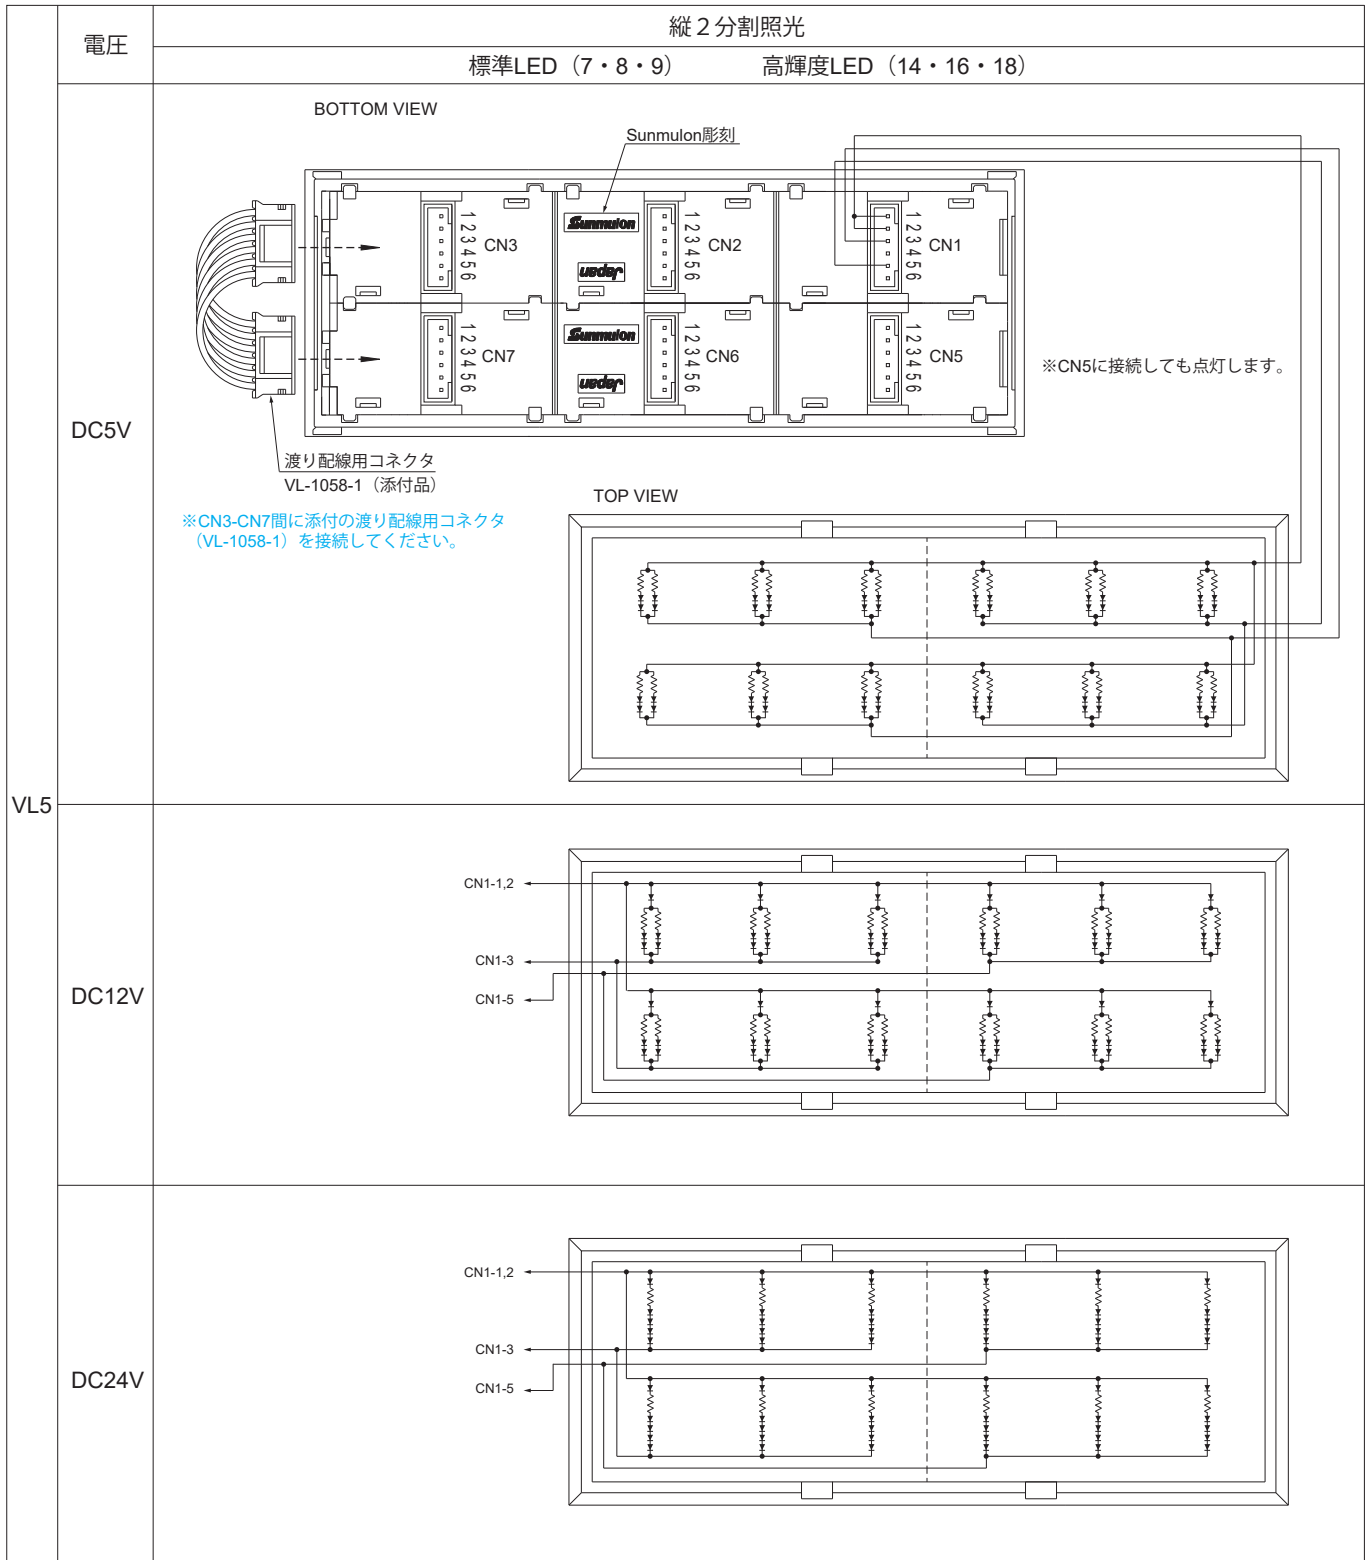 VL5
電圧
縦２分割照光
標準LED（7・8・9）　高輝度LED（14・16・18）
DC5V
BOTTOM VIEW
Sunmulon彫刻
1 2 3 4 5 6
CN3
Sunmulon
Japan
1 2 3 4 5 6
CN2
1 2 3 4 5 6
CN1
1 2 3 4 5 6
CN7
Sunmulon
Japan
1 2 3 4 5 6
CN6
1 2 3 4 5 6
CN5
※CN5に接続しても点灯します。
渡り配線用コネクタ
VL-1058-1（添付品）
※CN3-CN7間に添付の渡り配線用コネクタ
（VL-1058-1）を接続してください。
TOP VIEW
DC12V
CN1-1,2
CN1-3
CN1-5
DC24V
CN1-1,2
CN1-3
CN1-5